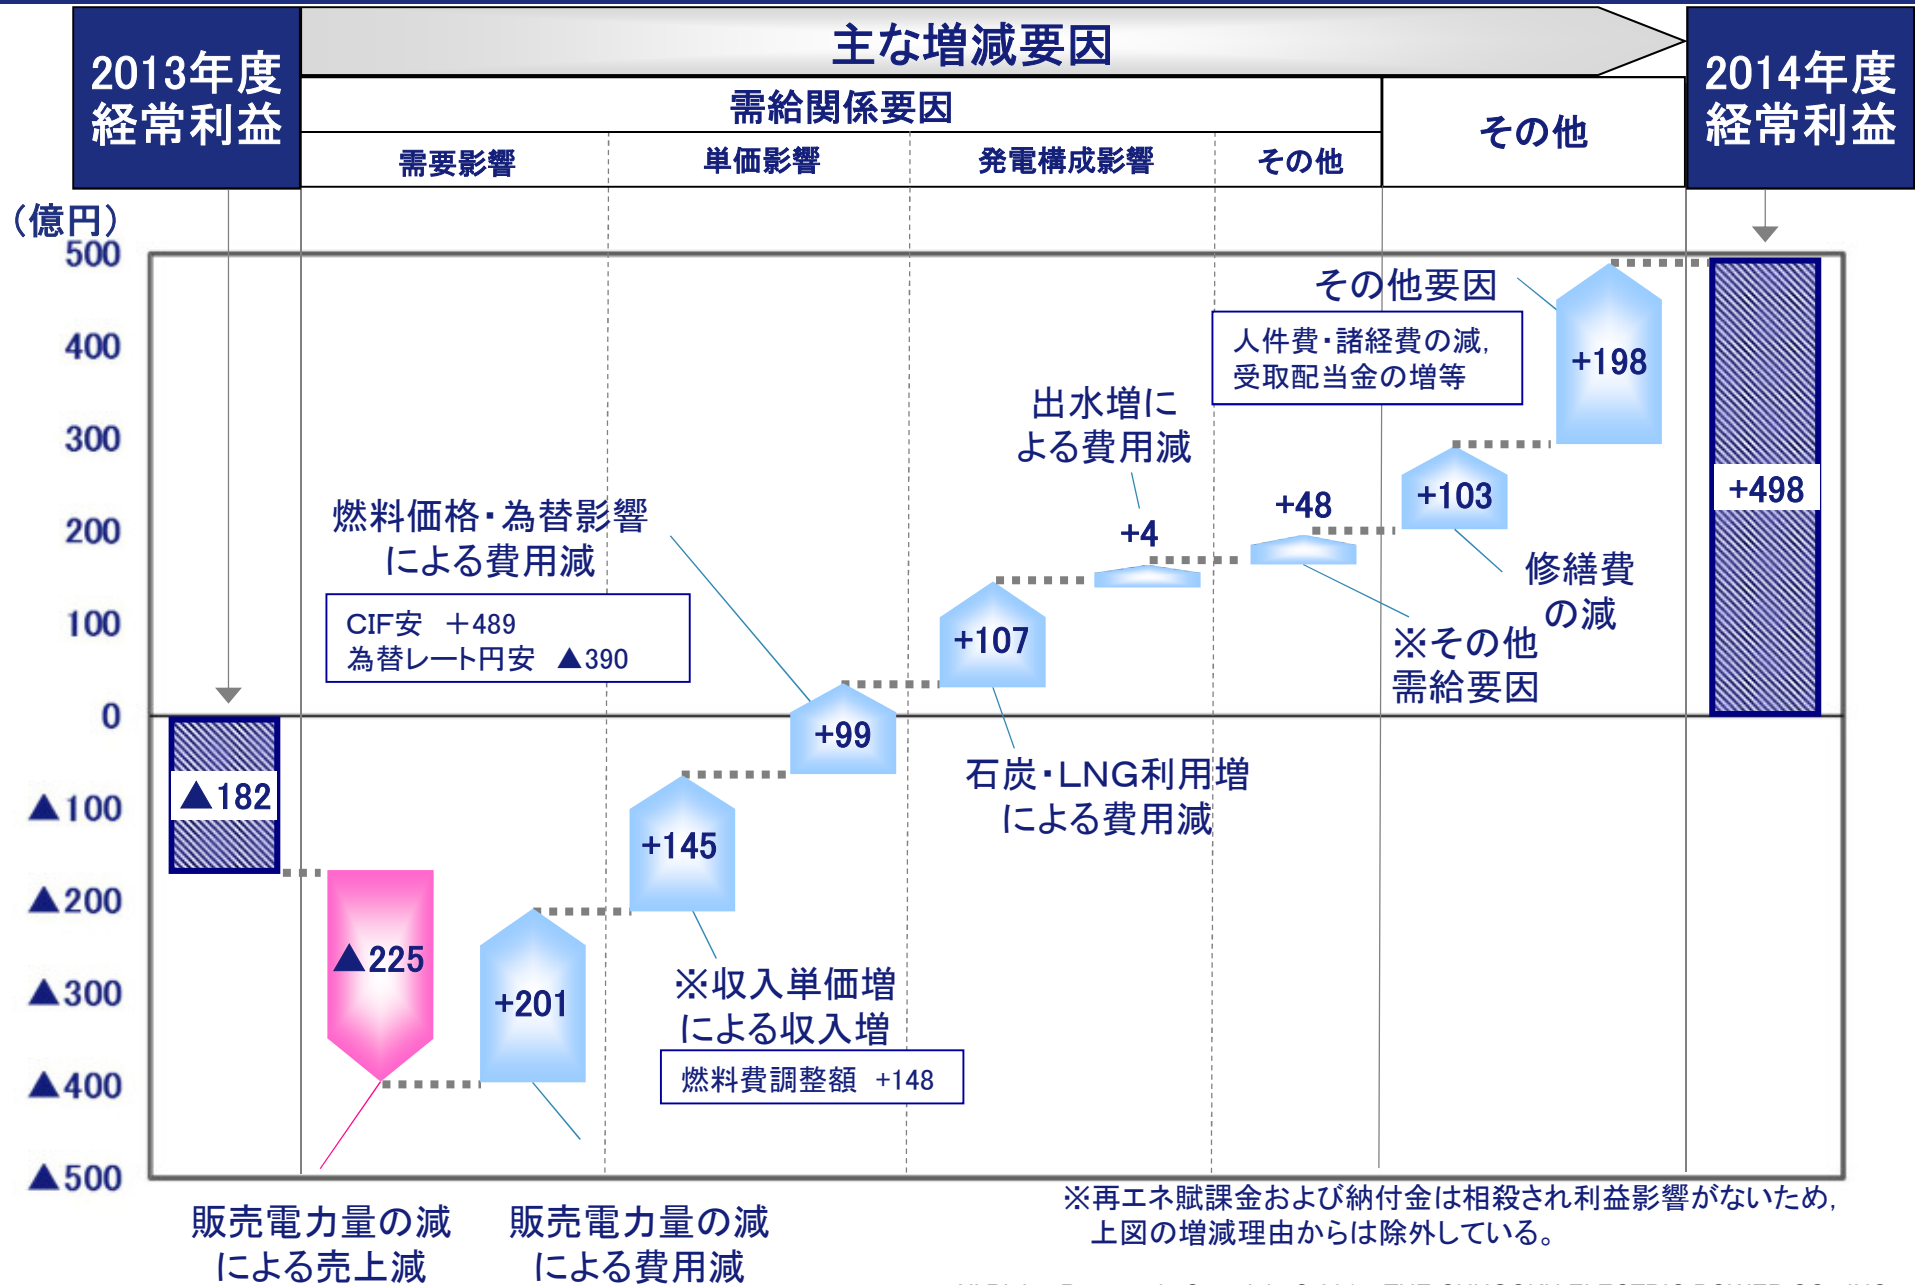 2013年度
経常利益
主な増減要因
2014年度
経常利益
需給関係要因
その他
需要影響
単価影響
発電構成影響
その他
(億円)
500
400
300
200
100
0
▲100
▲200
▲300
▲400
▲500
▲182
▲225
+201
+145
+99
+107
+4
+48
+103
+198
+498
その他要因
人件費・諸経費の減,
受取配当金の増等
出水増に
よる費用減
燃料価格・為替影響
による費用減
CIF安 +489
為替レート円安 ▲390
修繕費
の減
※その他
需給要因
石炭・LNG利用増
による費用減
※収入単価増
による収入増
燃料費調整額 +148
販売電力量の減
による売上減
販売電力量の減
による費用減
※再エネ賦課金および納付金は相殺され利益影響がないため,
上図の増減理由からは除外している。